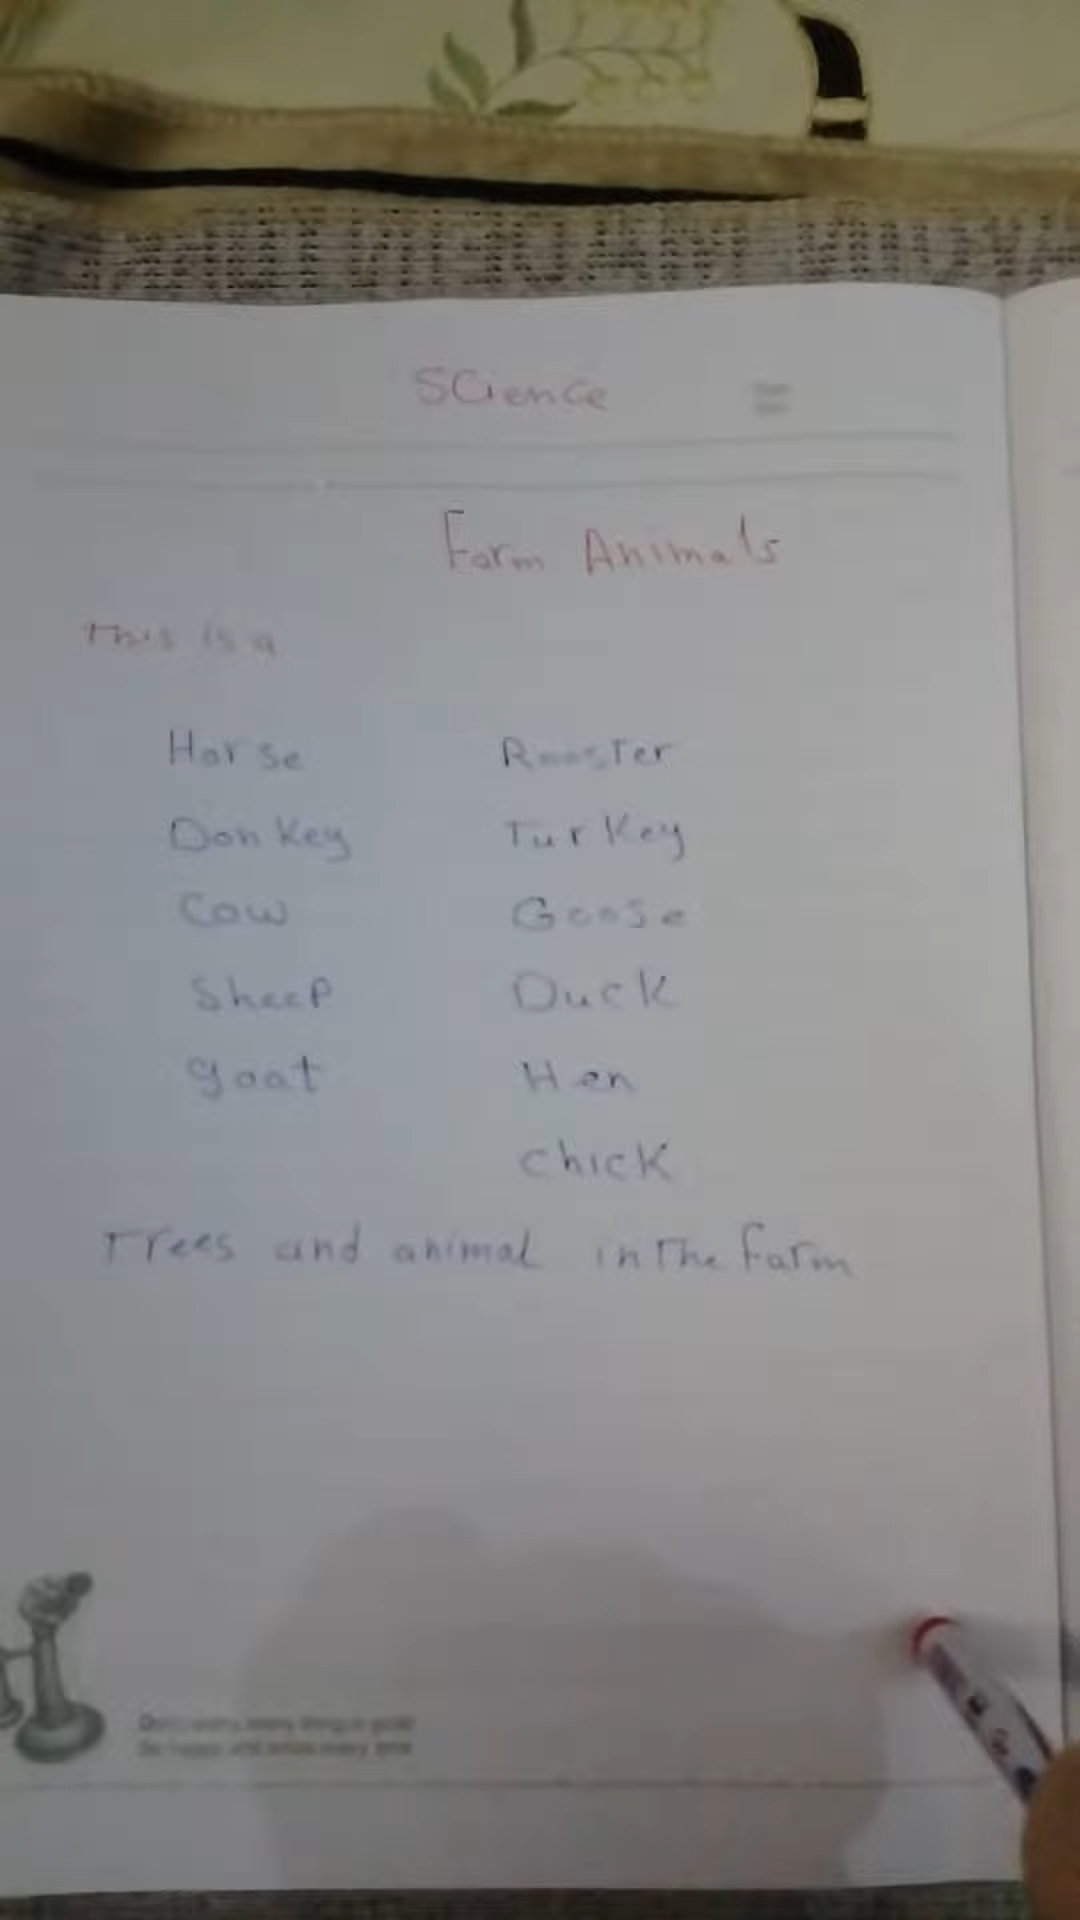 Science
Farm Animals
This is a
Horse Rooster
Donkey Turkey
Cow Goose
Sheep Duck
goat Hen
chick
Trees and animal in the farm